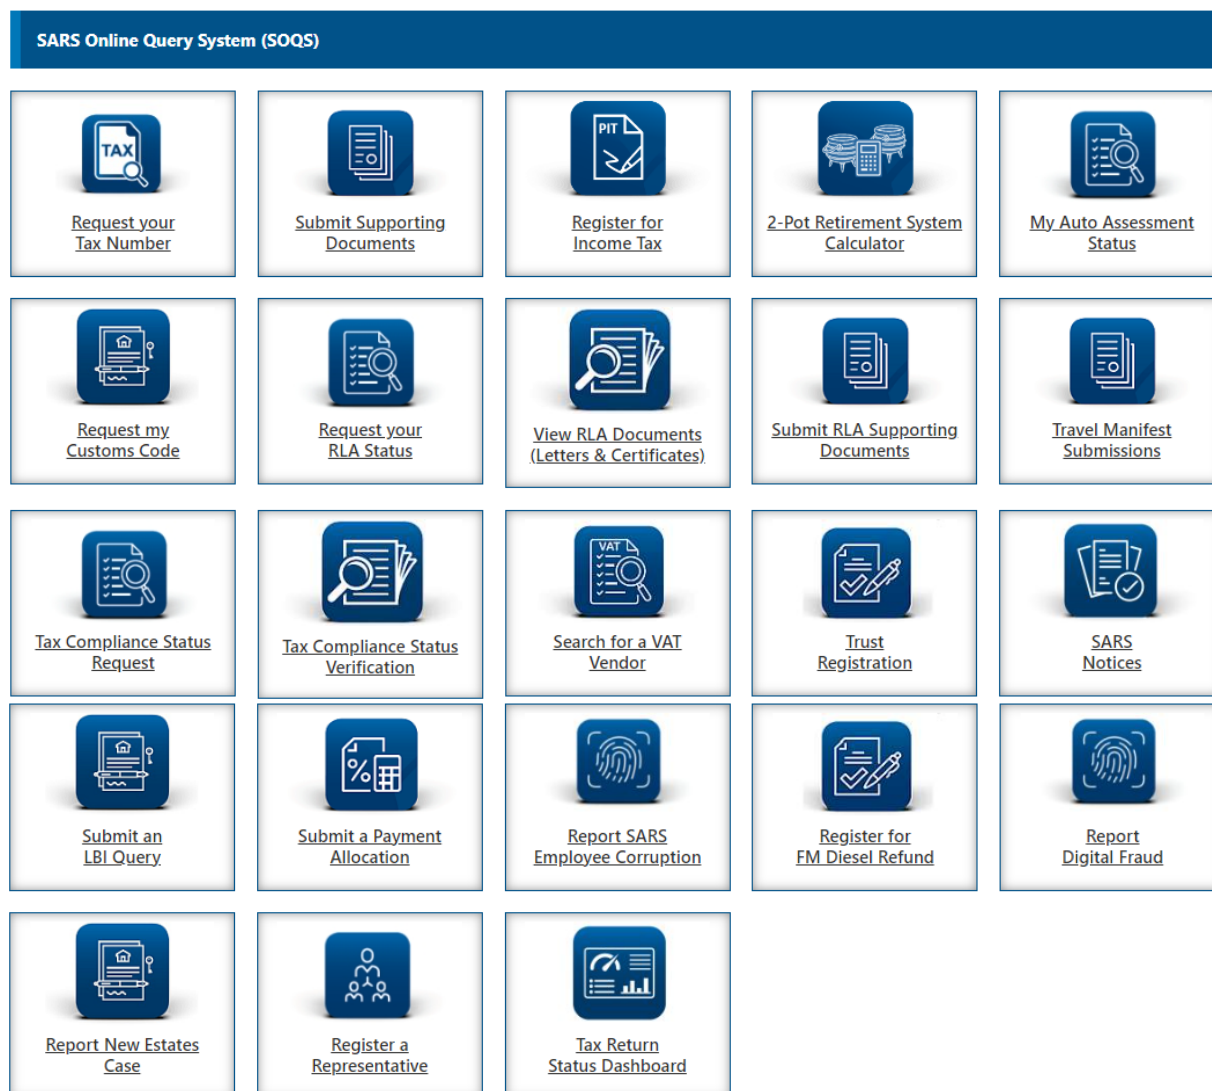 SARS Online Query System (SOQS)
TAX
Request your
Tax Number
Submit Supporting
Documents
PIT
Register for
Income Tax
2-Pot Retirement System
Calculator
My Auto Assessment
Status
Request my
Customs Code
Request your
RLA Status
View RLA Documents
(Letters & Certificates)
Submit RLA Supporting
Documents
Travel Manifest
Submissions
Tax Compliance Status
Request
Tax Compliance Status
Verification
VAT
Search for a VAT
Vendor
Trust
Registration
SARS
Notices
Submit an
LBI Query
%
Submit a Payment
Allocation
Report SARS
Employee Corruption
Register for
FM Diesel Refund
Report
Digital Fraud
Report New Estates
Case
Register a
Representative
Tax Return
Status Dashboard